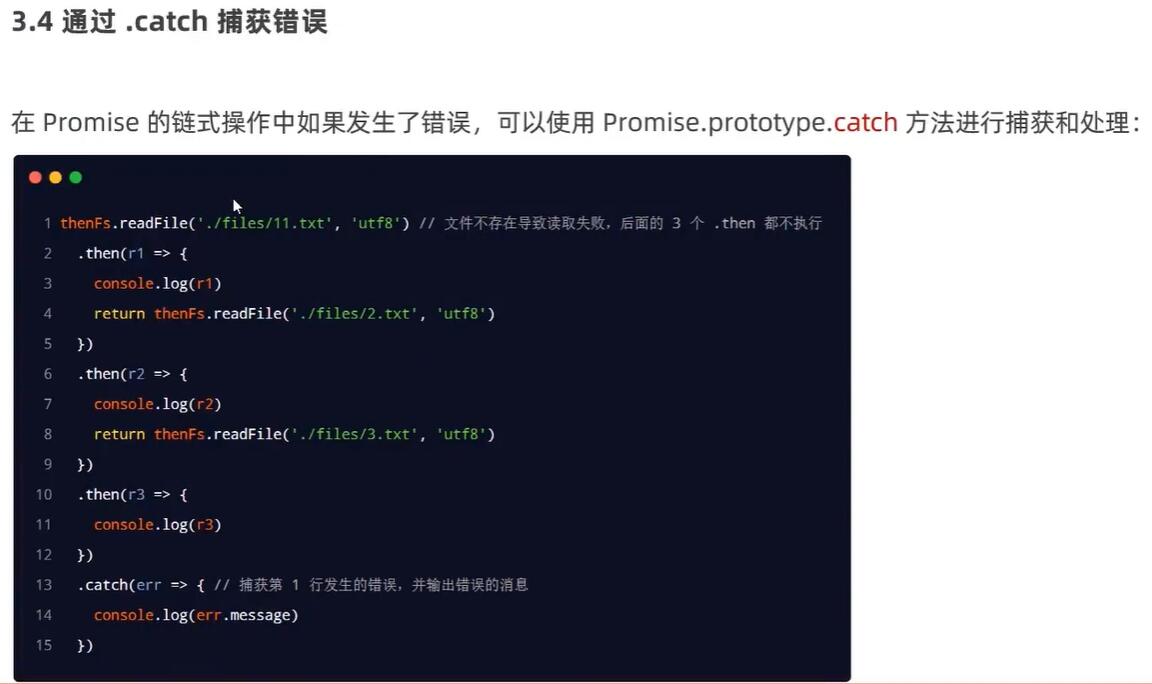 3.4 通过 .catch 捕获错误
在 Promise 的链式操作中如果发生了错误，可以使用 Promise.prototype.catch 方法进行捕获和处理：
1 thenFs.readFile('./files/11.txt', 'utf8') // 文件不存在导致读取失败，后面的 3 个 .then 都不执行
2 .then(r1 => {
3 console.log(r1)
4 return thenFs.readFile('./files/2.txt', 'utf8')
5 })
6 .then(r2 => {
7 console.log(r2)
8 return thenFs.readFile('./files/3.txt', 'utf8')
9 })
10 .then(r3 => {
11 console.log(r3)
12 })
13 .catch(err => { // 捕获第 1 行发生的错误，并输出错误的消息
14 console.log(err.message)
15 })